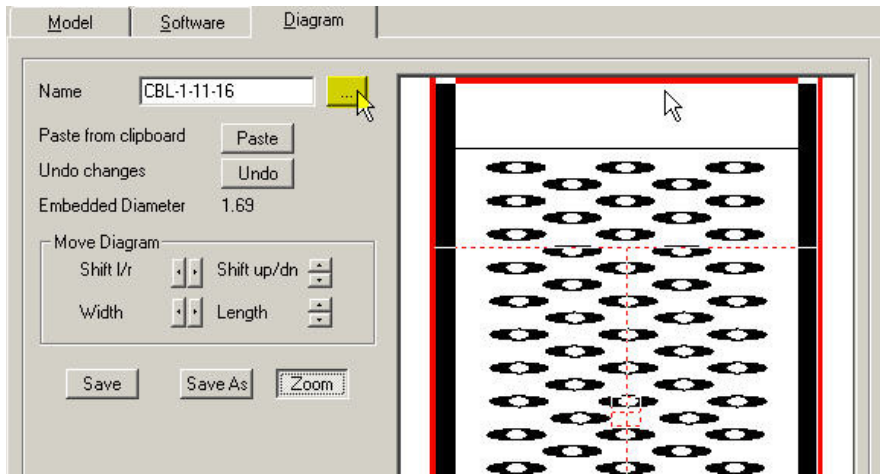 Model Software Diagram
Name CBL-1-11-16 ...
Paste from clipboard Paste
Undo changes Undo
Embedded Diameter 1.69
Move Diagram
Shift l/r Shift up/dn
Width Length
Save Save As Zoom